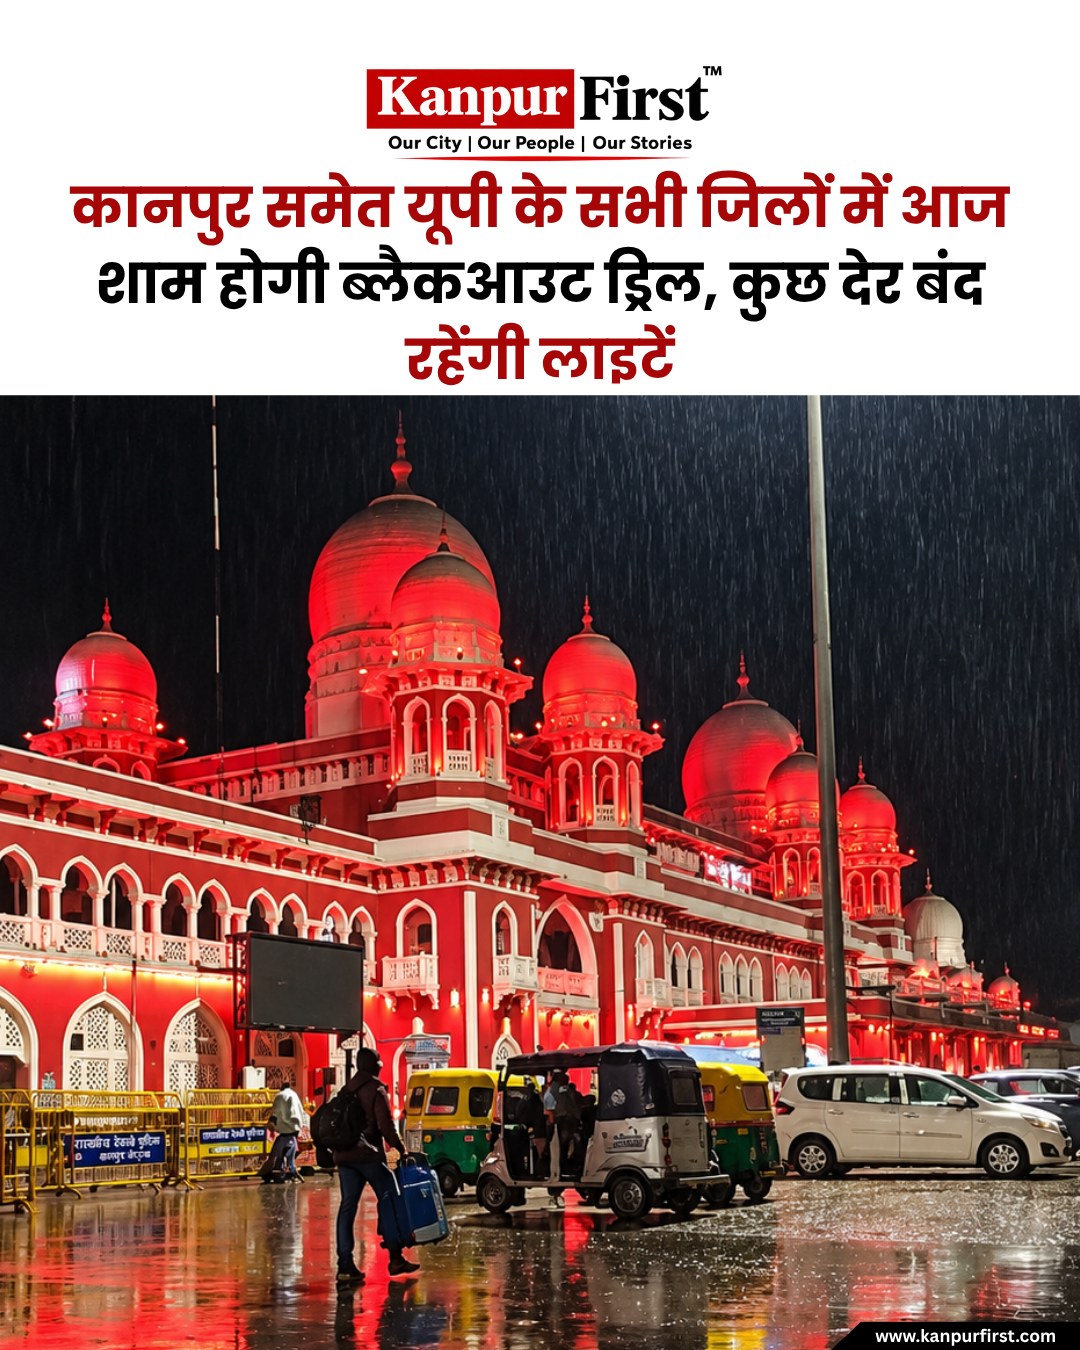 Kanpur First™
Our City | Our People | Our Stories
कानपुर समेत यूपी के सभी जिलों में आज
शाम होगी ब्लैकआउट ड्रिल, कुछ देर बंद
रहेंगी लाइटें
www.kanpurfirst.com